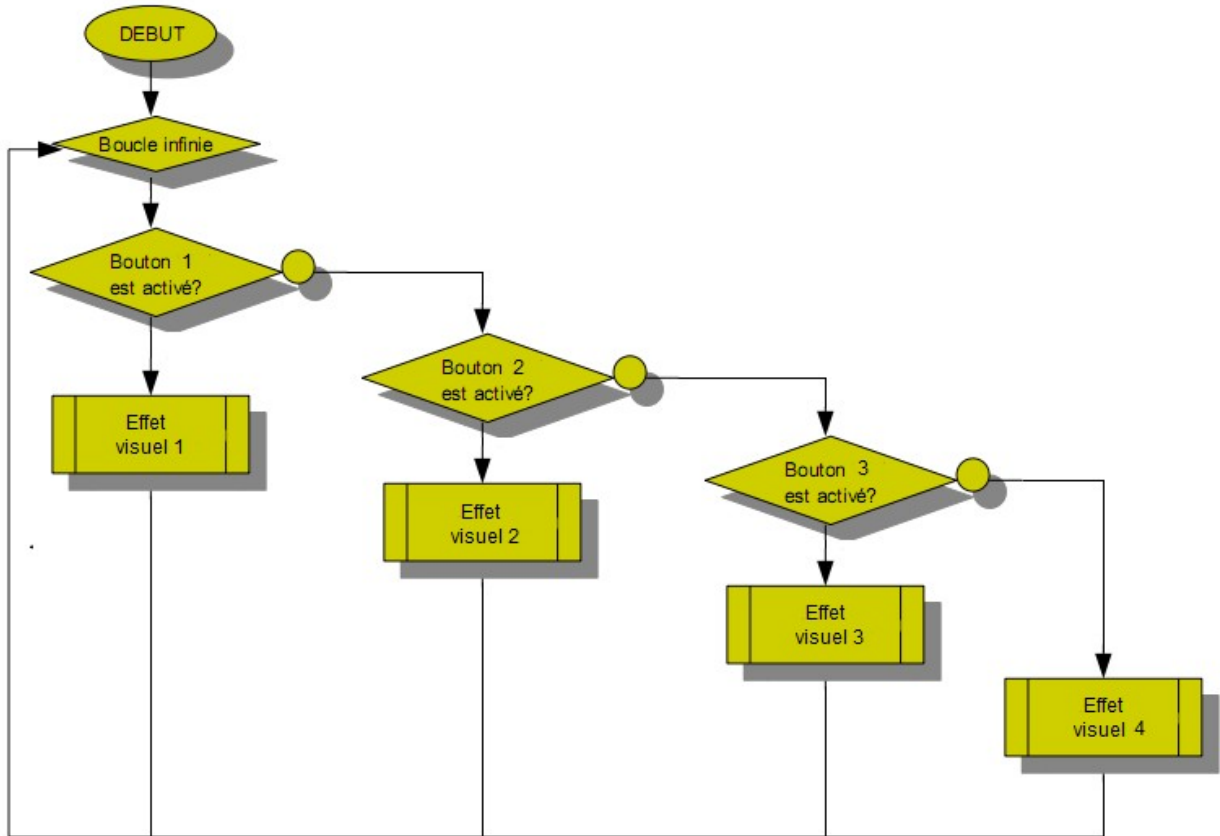 DEBUT
Boucle infinie
Bouton 1
est activé?
Effet
visuel 1
Bouton 2
est activé?
Effet
visuel 2
Bouton 3
est activé?
Effet
visuel 3
Effet
visuel 4